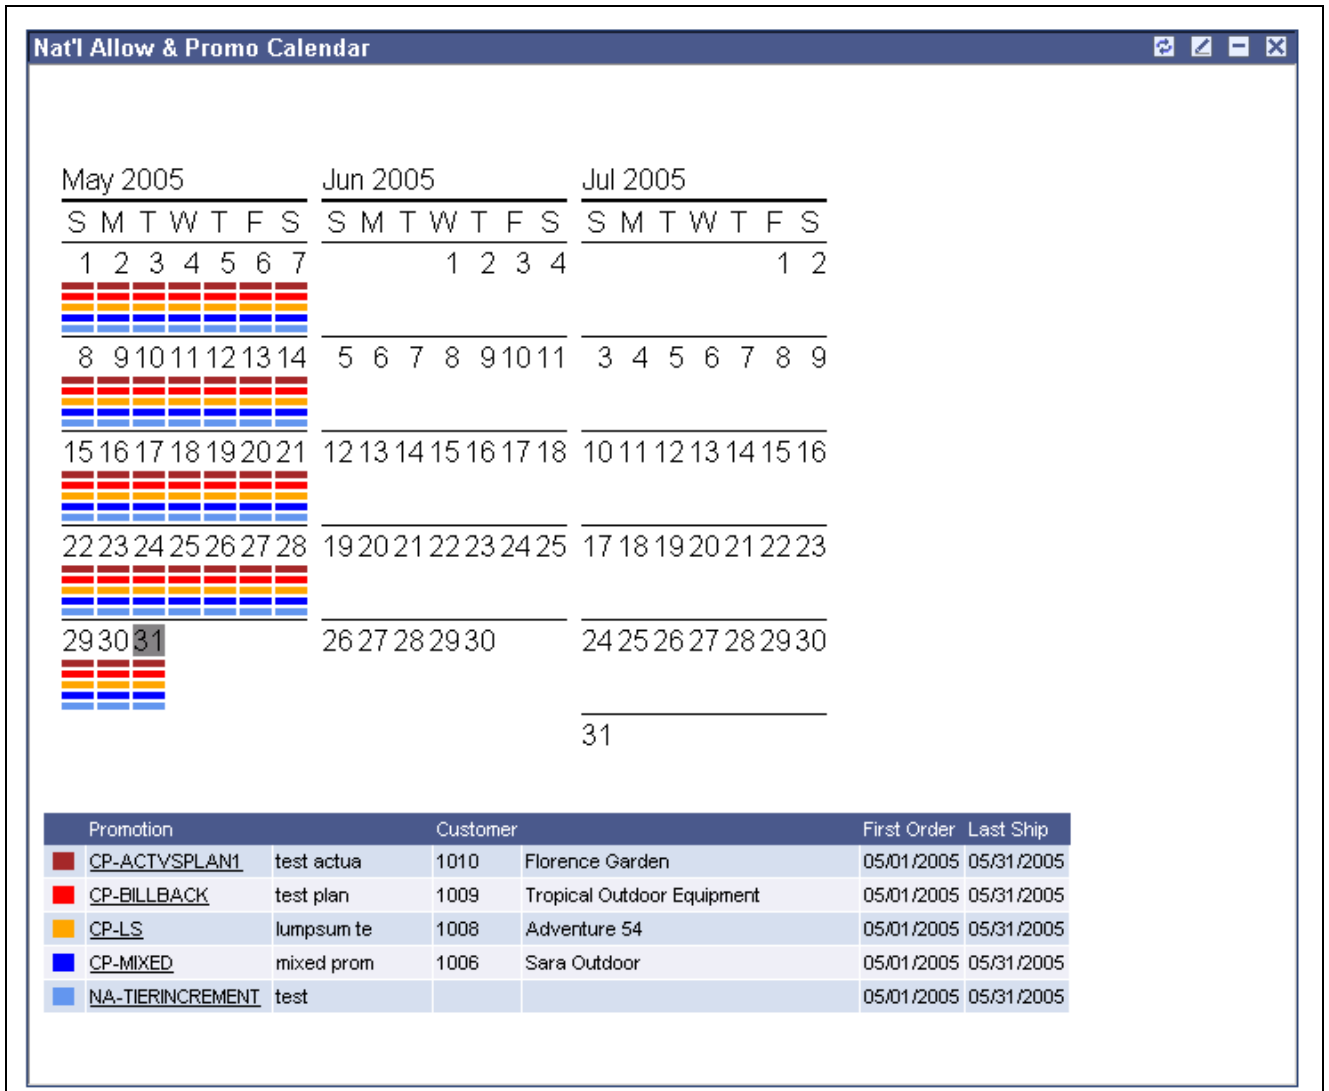 Nat'l Allow & Promo Calendar
May 2005 Jun 2005 Jul 2005
S M T W T F S S M T W T F S S M T W T F S
1 2 3 4 5 6 7 1 2 3 4 1 2
8 9 10 11 12 13 14 5 6 7 8 9 10 11 3 4 5 6 7 8 9
15 16 17 18 19 20 21 12 13 14 15 16 17 18 10 11 12 13 14 15 16
22 23 24 25 26 27 28 19 20 21 22 23 24 25 17 18 19 20 21 22 23
29 30 31 26 27 28 29 30 24 25 26 27 28 29 30
31
Promotion Customer First Order Last Ship
CP-ACTVSPLAN1 test actua 1010 Florence Garden 05/01/2005 05/31/2005
CP-BILLBACK test plan 1009 Tropical Outdoor Equipment 05/01/2005 05/31/2005
CP-LS lumpsum te 1008 Adventure 54 05/01/2005 05/31/2005
CP-MIXED mixed prom 1006 Sara Outdoor 05/01/2005 05/31/2005
NA-TIERINCREMENT test 05/01/2005 05/31/2005